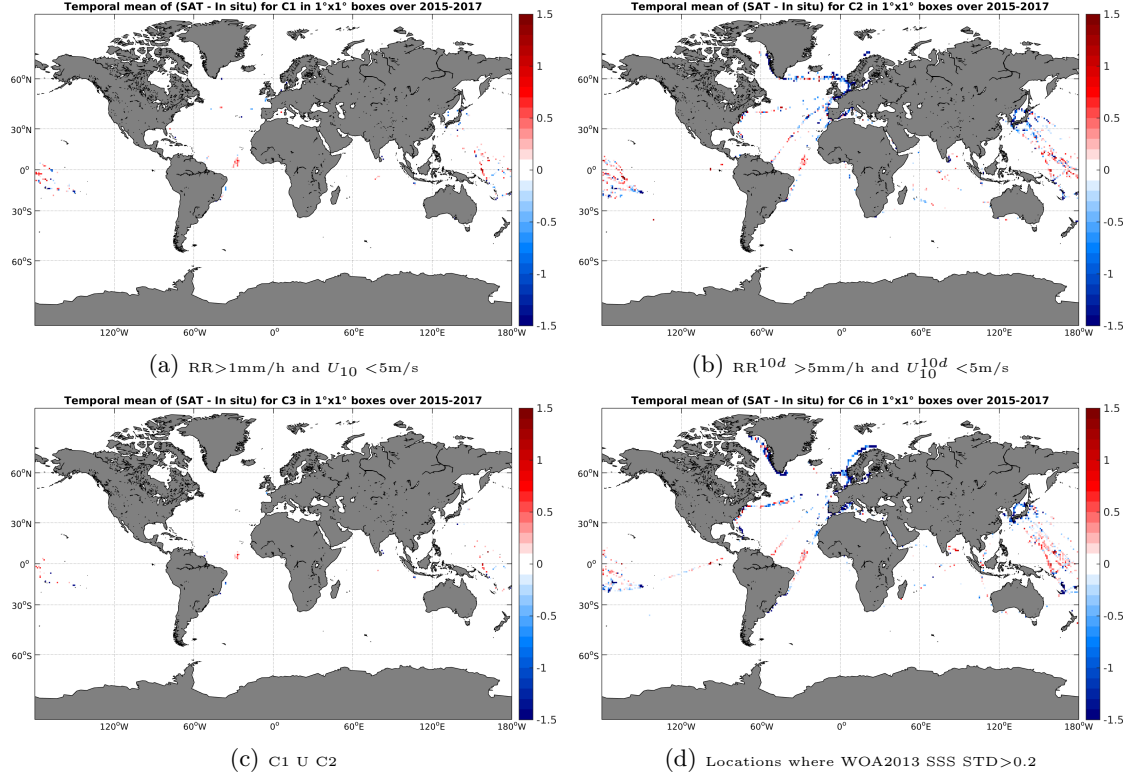 Temporal mean of (SAT - In situ) for C1 in 1°x1° boxes over 2015-2017
60°N
30°N
0°
30°S
60°S
120°W
60°W
0°
60°E
120°E
180°W
1.5
1
0.5
0
-0.5
-1
-1.5
(a) RR>1mm/h and U10 <5m/s
Temporal mean of (SAT - In situ) for C2 in 1°x1° boxes over 2015-2017
60°N
30°N
0°
30°S
60°S
120°W
60°W
0°
60°E
120°E
180°W
1.5
1
0.5
0
-0.5
-1
-1.5
(b) RR^10d >5mm/h and U10^10d <5m/s
Temporal mean of (SAT - In situ) for C3 in 1°x1° boxes over 2015-2017
60°N
30°N
0°
30°S
60°S
120°W
60°W
0°
60°E
120°E
180°W
1.5
1
0.5
0
-0.5
-1
-1.5
(c) C1 U C2
Temporal mean of (SAT - In situ) for C6 in 1°x1° boxes over 2015-2017
60°N
30°N
0°
30°S
60°S
120°W
60°W
0°
60°E
120°E
180°W
1.5
1
0.5
0
-0.5
-1
-1.5
(d) Locations where WOA2013 SSS STD>0.2